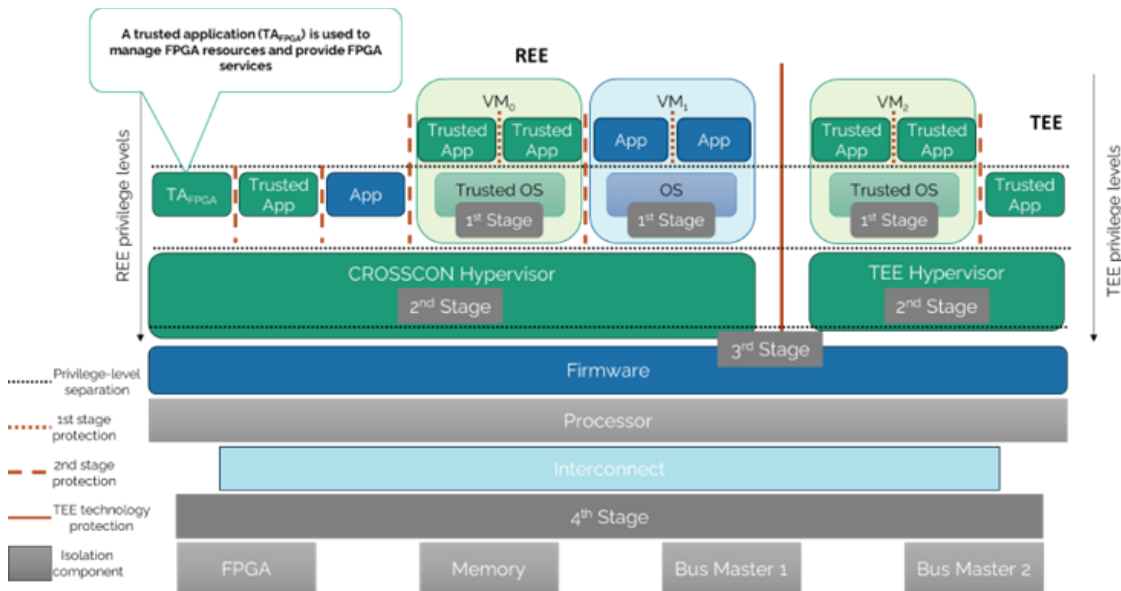 A trusted application (TAFPGA) is used to
manage FPGA resources and provide FPGA
services
REE
TEE
REE privilege levels
TEE privilege levels
VM0
Trusted
App
Trusted
App
VM1
App
App
VM2
Trusted
App
Trusted
App
TAFPGA
Trusted
App
App
Trusted OS
1st Stage
OS
1st Stage
Trusted OS
1st Stage
Trusted
App
CROSSCON Hypervisor
2nd Stage
TEE Hypervisor
2nd Stage
3rd Stage
Firmware
Processor
Interconnect
4th Stage
FPGA
Memory
Bus Master 1
Bus Master 2
Privilege-level
separation
1st stage
protection
2nd stage
protection
TEE technology
protection
Isolation
component